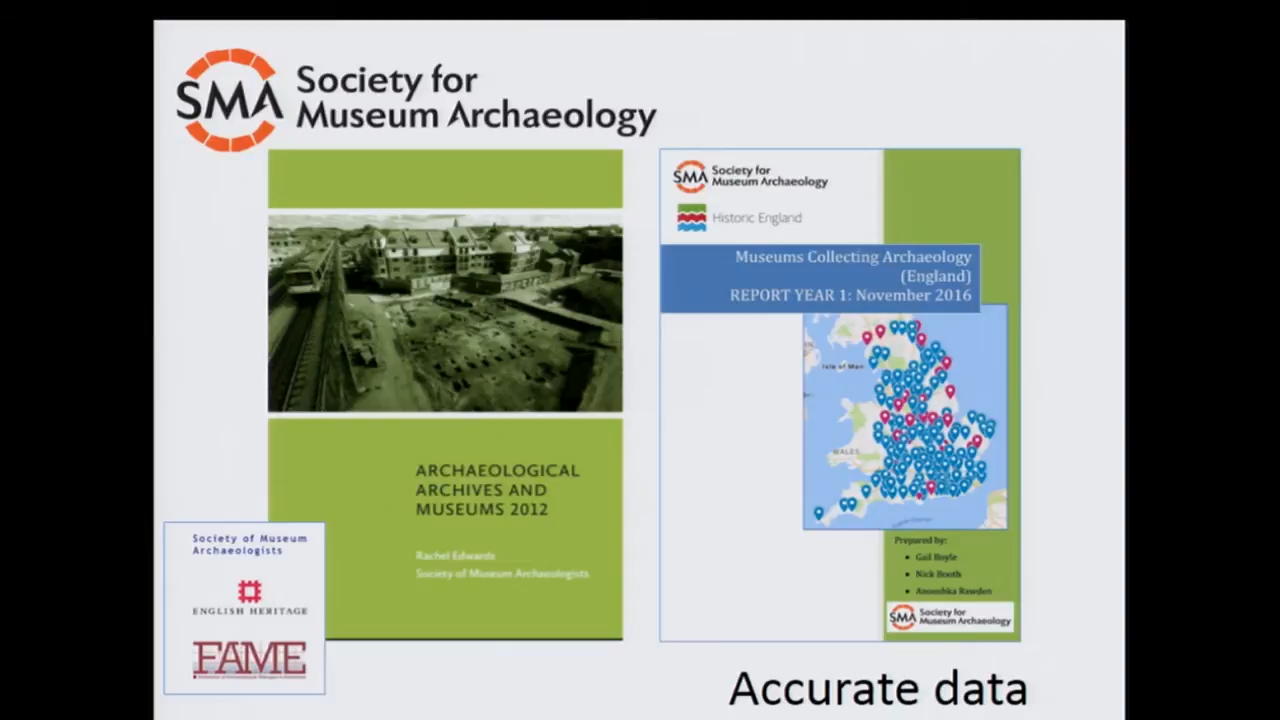 SMA Society for
Museum Archaeology
ARCHAEOLOGICAL
ARCHIVES AND
MUSEUMS 2012
Rachel Edwards
Society of Museum Archaeologists
Society of Museum
Archaeologists
ENGLISH HERITAGE
FAME
SMA Society for
Museum Archaeology
Historic England
Museums Collecting Archaeology
(England)
REPORT YEAR 1: November 2016
Isle of Man
WALES
Prepared by:
• Gail Boyle
• Nick Booth
• Anooshka Rawden
SMA Society for
Museum Archaeology
Accurate data